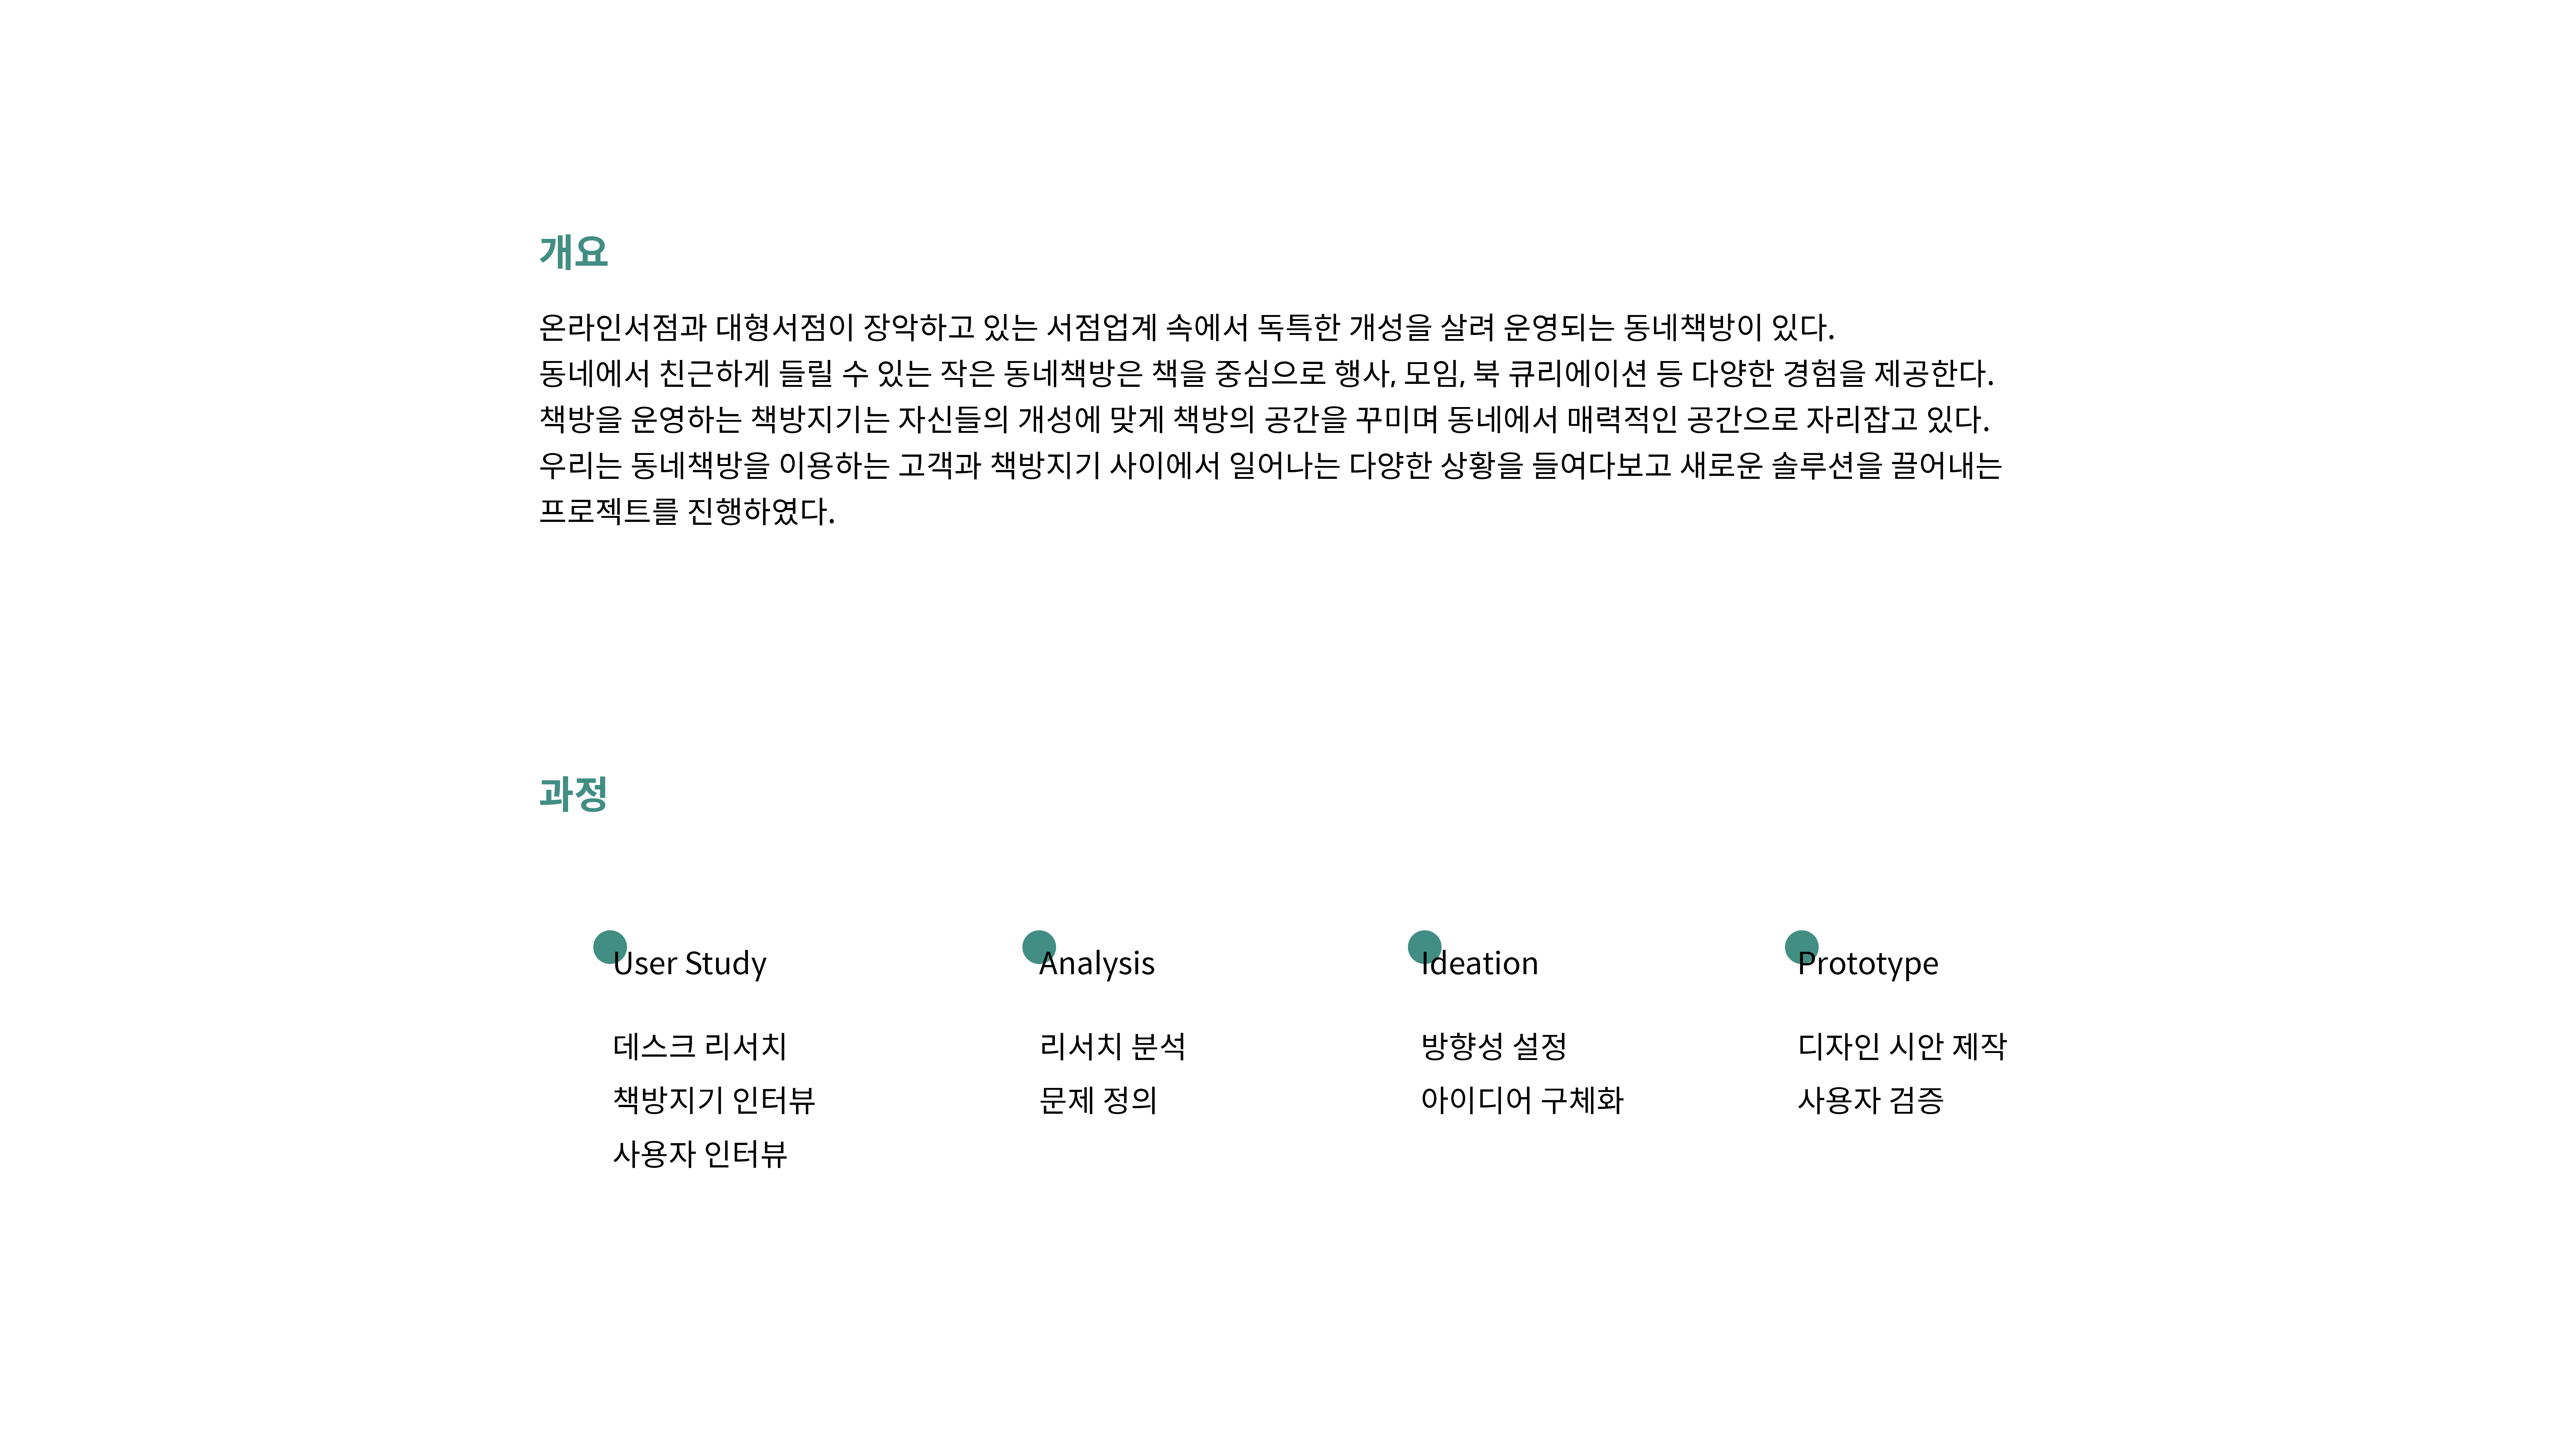 개요
온라인서점과 대형서점이 장악하고 있는 서점업계 속에서 독특한 개성을 살려 운영되는 동네책방이 있다.
동네에서 친근하게 들릴 수 있는 작은 동네책방은 책을 중심으로 행사, 모임, 북 큐리에이션 등 다양한 경험을 제공한다.
책방을 운영하는 책방지기는 자신들의 개성에 맞게 책방의 공간을 꾸미며 동네에서 매력적인 공간으로 자리잡고 있다.
우리는 동네책방을 이용하는 고객과 책방지기 사이에서 일어나는 다양한 상황을 들여다보고 새로운 솔루션을 끌어내는
프로젝트를 진행하였다.
과정
User Study
데스크 리서치
책방지기 인터뷰
사용자 인터뷰
Analysis
리서치 분석
문제 정의
Ideation
방향성 설정
아이디어 구체화
Prototype
디자인 시안 제작
사용자 검증